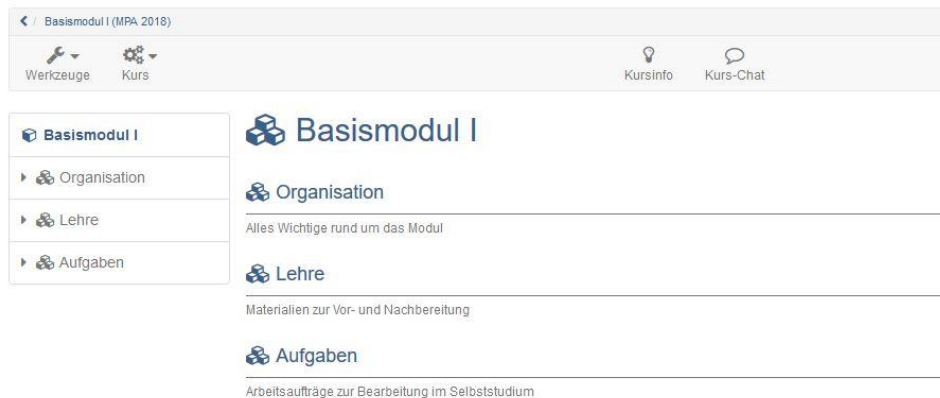 / Basismodul I (MPA 2018)
Werkzeuge Kurs Kursinfo Kurs-Chat
Basismodul I
Organisation
Lehre
Aufgaben
Basismodul I
Organisation
Alles Wichtige rund um das Modul
Lehre
Materialien zur Vor- und Nachbereitung
Aufgaben
Arbeitsaufträge zur Bearbeitung im Selbststudium